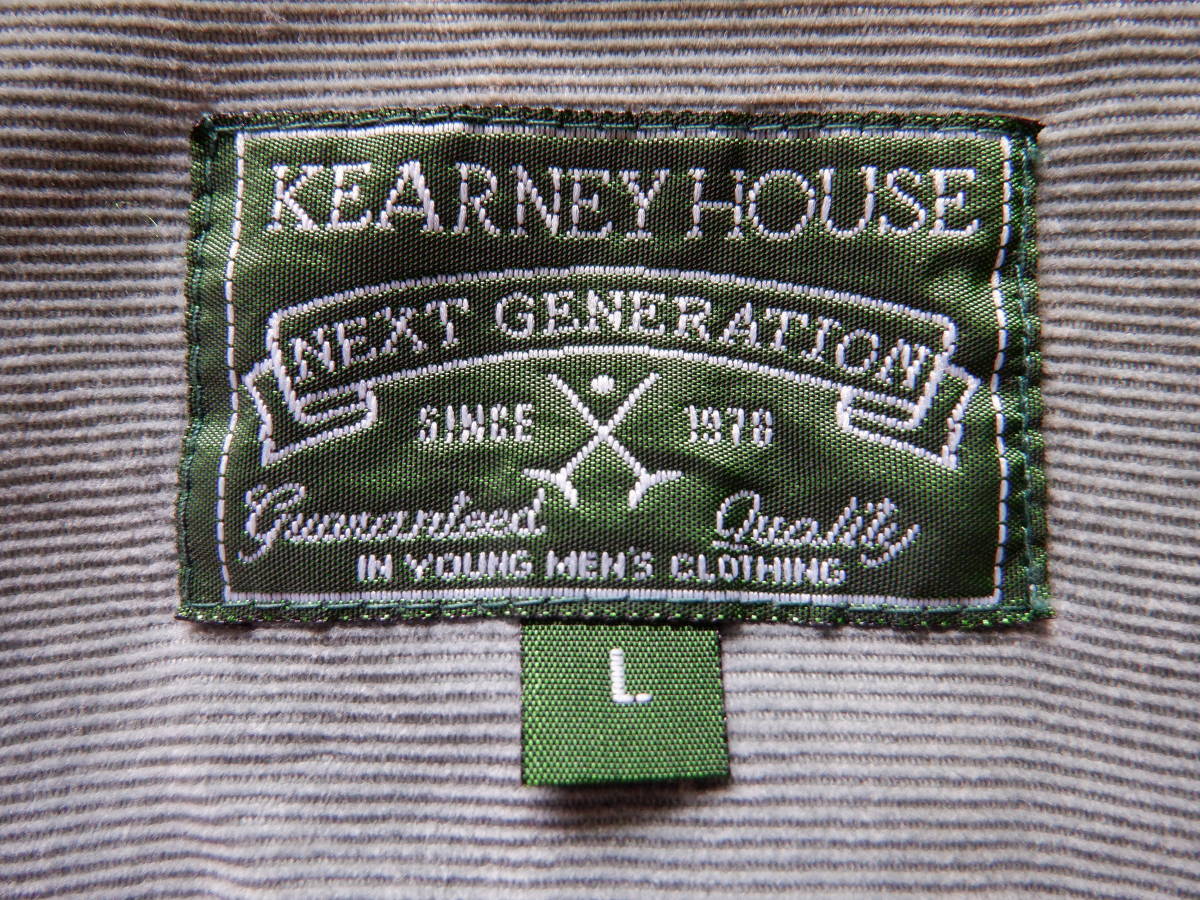 KEARNEY HOUSE
NEXT GENERATION
SINCE 1978
Guaranteed Quality
IN YOUNG MEN'S CLOTHING
L